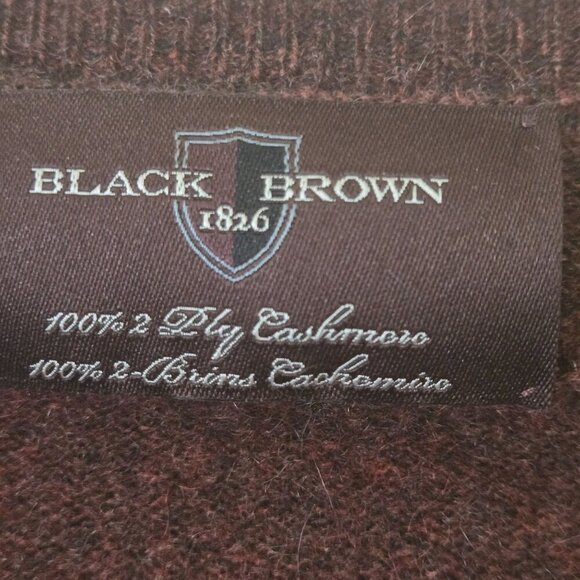 BLACK BROWN
1826
100% 2 Ply Cashmere
100% 2-Brins Cachemire